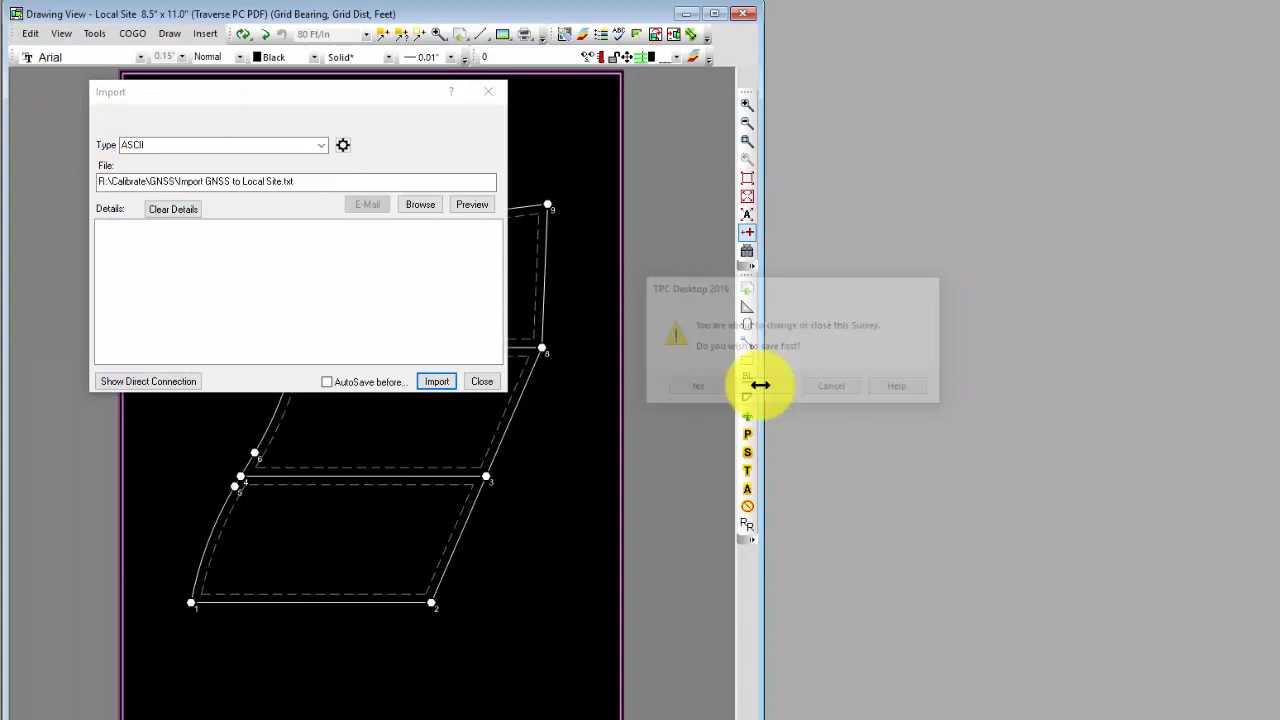 Drawing View - Local Site 8.5" x 11.0" (Traverse PC PDF) (Grid Bearing, Grid Dist, Feet)
Edit View Tools COGO Draw Insert 80 Ft/In
Arial 0.15" Normal Black Solid* 0.01" 0
Import ?
Type ASCII
File:
R:\Calibrate\GNSS\Import GNSS to Local Site.txt
E-Mail Browse Preview
Details: Clear Details
Show Direct Connection AutoSave before... Import Close
TPC Desktop 2019
You are about to change or close this Survey.
Do you wish to save first?
Yes Cancel Help
A
BL
P
S
T
A
R R
9
8
6
4
5
3
1
2